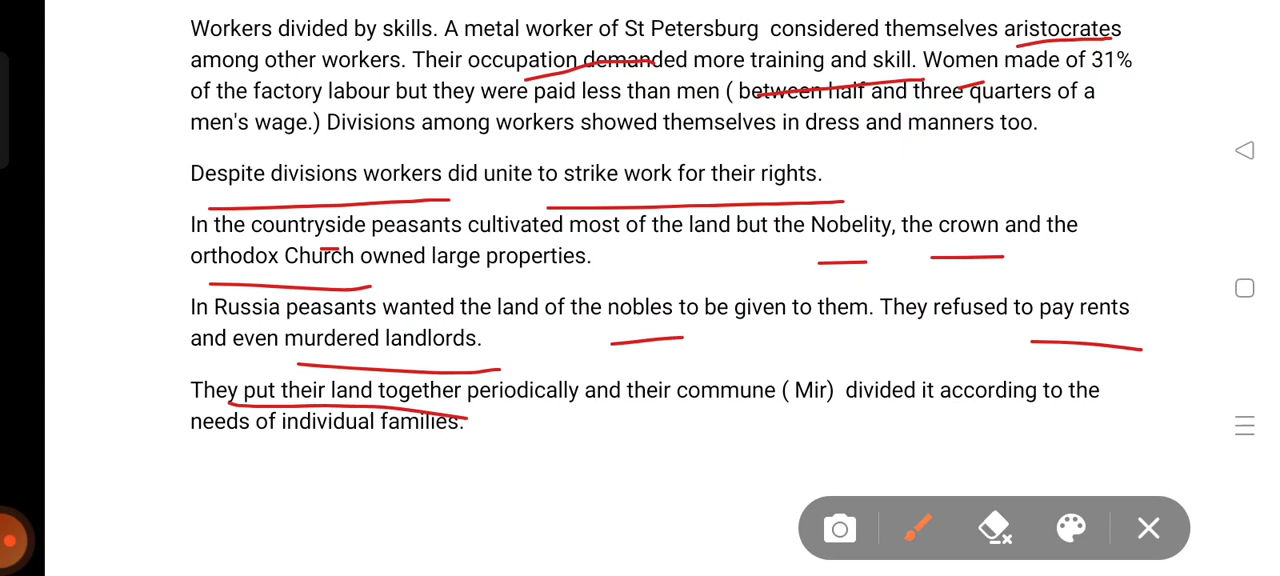 Workers divided by skills. A metal worker of St Petersburg  considered themselves aristocrates
among other workers. Their occupation demanded more training and skill. Women made of 31%
of the factory labour but they were paid less than men ( between half and three quarters of a
men's wage.) Divisions among workers showed themselves in dress and manners too.
Despite divisions workers did unite to strike work for their rights.
In the countryside peasants cultivated most of the land but the Nobelity, the crown and the
orthodox Church owned large properties.
In Russia peasants wanted the land of the nobles to be given to them. They refused to pay rents
and even murdered landlords.
They put their land together periodically and their commune ( Mir)  divided it according to the
needs of individual families.